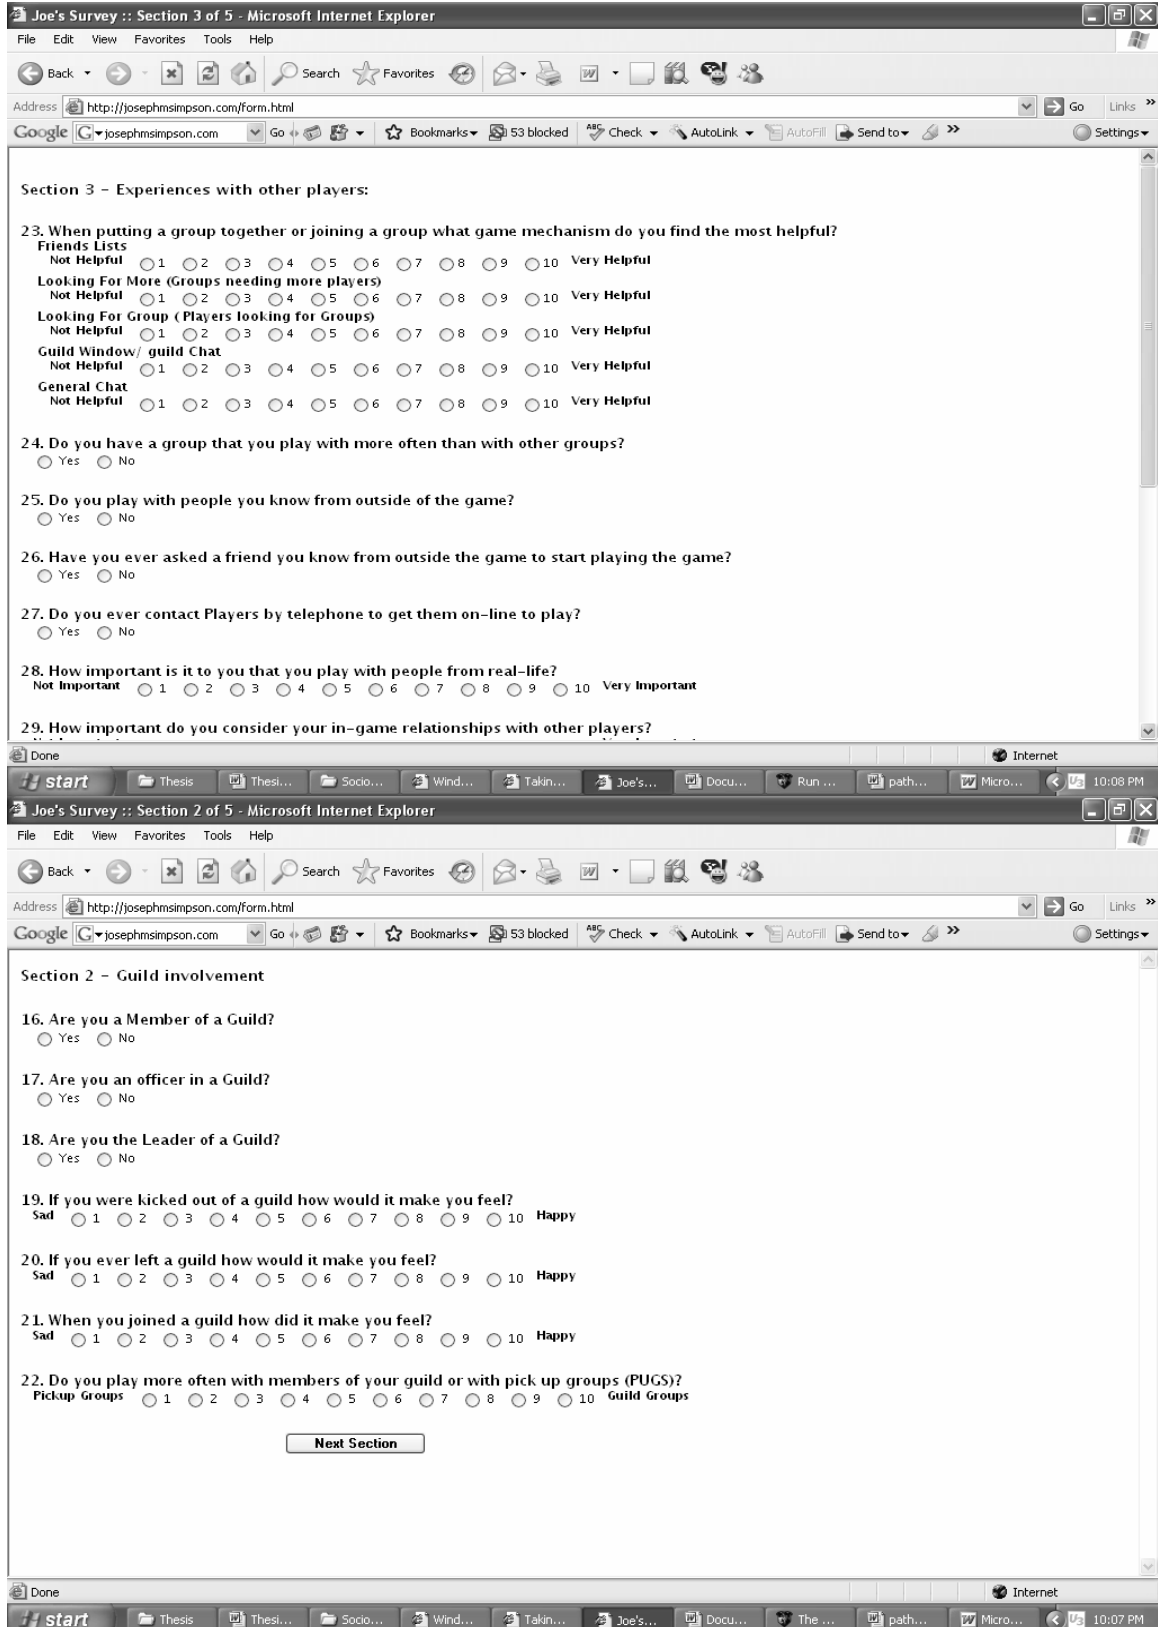 Joe's Survey :: Section 3 of 5 - Microsoft Internet Explorer
File Edit View Favorites Tools Help
Back Search Favorites
Address http://josephmsimpson.com/form.html Go Links »
Google G josephmsimpson.com Go Bookmarks 53 blocked ABC Check AutoLink AutoFill Send to » Settings
Section 3 - Experiences with other players:
23. When putting a group together or joining a group what game mechanism do you find the most helpful?
Friends Lists
Not Helpful 1 2 3 4 5 6 7 8 9 10 Very Helpful
Looking For More (Groups needing more players)
Not Helpful 1 2 3 4 5 6 7 8 9 10 Very Helpful
Looking For Group ( Players looking for Groups)
Not Helpful 1 2 3 4 5 6 7 8 9 10 Very Helpful
Guild Window/ guild Chat
Not Helpful 1 2 3 4 5 6 7 8 9 10 Very Helpful
General Chat
Not Helpful 1 2 3 4 5 6 7 8 9 10 Very Helpful
24. Do you have a group that you play with more often than with other groups?
Yes No
25. Do you play with people you know from outside of the game?
Yes No
26. Have you ever asked a friend you know from outside the game to start playing the game?
Yes No
27. Do you ever contact Players by telephone to get them on-line to play?
Yes No
28. How important is it to you that you play with people from real-life?
Not Important 1 2 3 4 5 6 7 8 9 10 Very Important
29. How important do you consider your in-game relationships with other players?
Done Internet
start Thesis Thesi... Socio... Wind... Takin... Joe's... Docu... Run ... path... Micro... 10:08 PM
Joe's Survey :: Section 2 of 5 - Microsoft Internet Explorer
File Edit View Favorites Tools Help
Back Search Favorites
Address http://josephmsimpson.com/form.html Go Links »
Google G josephmsimpson.com Go Bookmarks 53 blocked ABC Check AutoLink AutoFill Send to » Settings
Section 2 - Guild involvement
16. Are you a Member of a Guild?
Yes No
17. Are you an officer in a Guild?
Yes No
18. Are you the Leader of a Guild?
Yes No
19. If you were kicked out of a guild how would it make you feel?
Sad 1 2 3 4 5 6 7 8 9 10 Happy
20. If you ever left a guild how would it make you feel?
Sad 1 2 3 4 5 6 7 8 9 10 Happy
21. When you joined a guild how did it make you feel?
Sad 1 2 3 4 5 6 7 8 9 10 Happy
22. Do you play more often with members of your guild or with pick up groups (PUGS)?
Pickup Groups 1 2 3 4 5 6 7 8 9 10 Guild Groups
Next Section
Done Internet
start Thesis Thesi... Socio... Wind... Takin... Joe's... Docu... The ... path... Micro... 10:07 PM